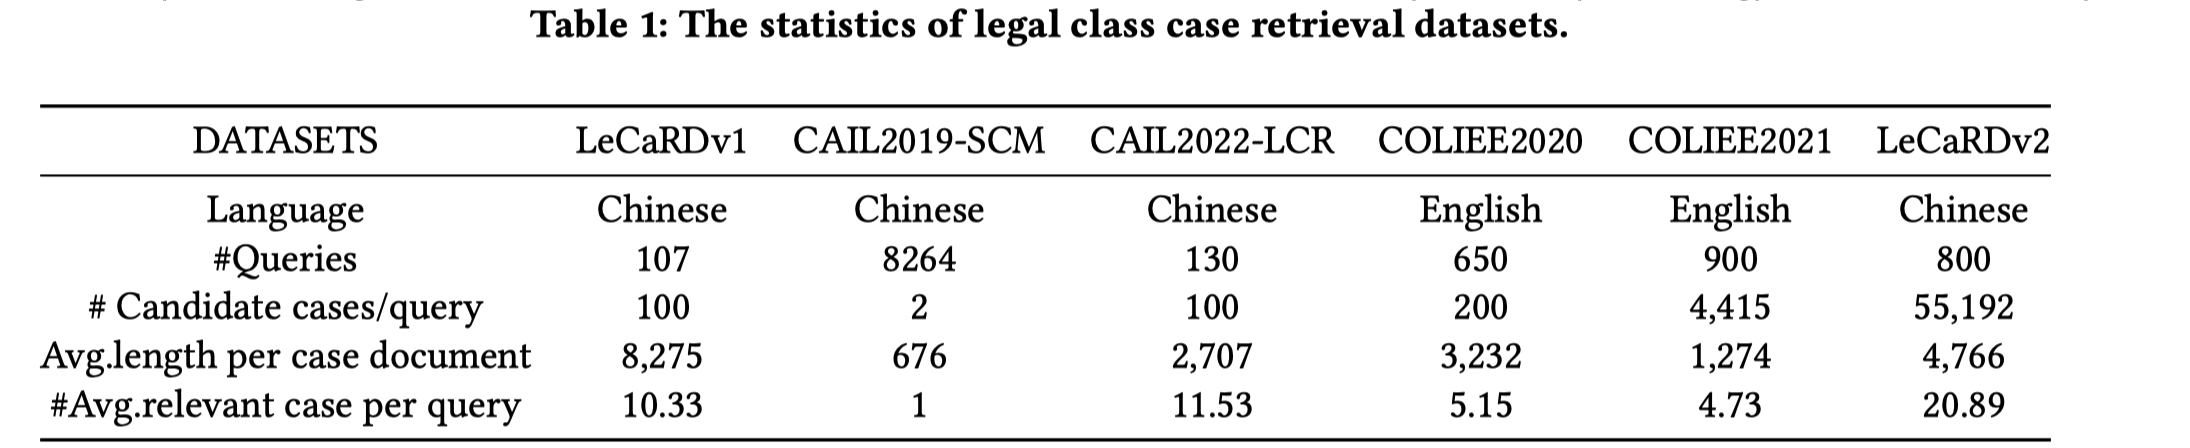 Table 1: The statistics of legal class case retrieval datasets.
DATASETS LeCaRDv1 CAIL2019-SCM CAIL2022-LCR COLIEE2020 COLIEE2021 LeCaRDv2
Language Chinese Chinese Chinese English English Chinese
#Queries 107 8264 130 650 900 800
# Candidate cases/query 100 2 100 200 4,415 55,192
Avg.length per case document 8,275 676 2,707 3,232 1,274 4,766
#Avg.relevant case per query 10.33 1 11.53 5.15 4.73 20.89